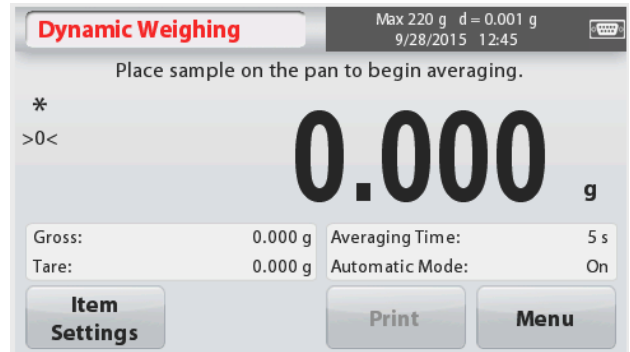 Dynamic Weighing
Max 220 g d = 0.001 g
9/28/2015 12:45
Place sample on the pan to begin averaging.
*
>0<
0.000 g
Gross: 0.000 g Averaging Time: 5 s
Tare: 0.000 g Automatic Mode: On
Item
Settings
Print
Menu